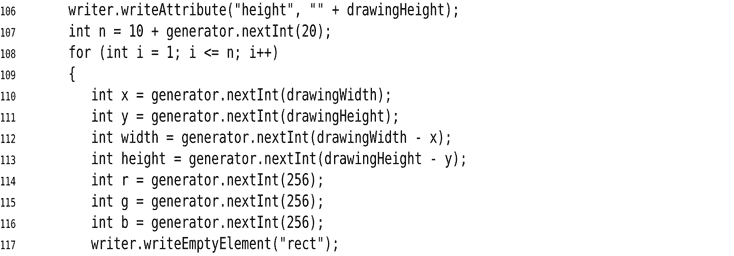 106 writer.writeAttribute("height", "" + drawingHeight);
107 int n = 10 + generator.nextInt(20);
108 for (int i = 1; i <= n; i++)
109 {
110 int x = generator.nextInt(drawingWidth);
111 int y = generator.nextInt(drawingHeight);
112 int width = generator.nextInt(drawingWidth - x);
113 int height = generator.nextInt(drawingHeight - y);
114 int r = generator.nextInt(256);
115 int g = generator.nextInt(256);
116 int b = generator.nextInt(256);
117 writer.writeEmptyElement("rect");